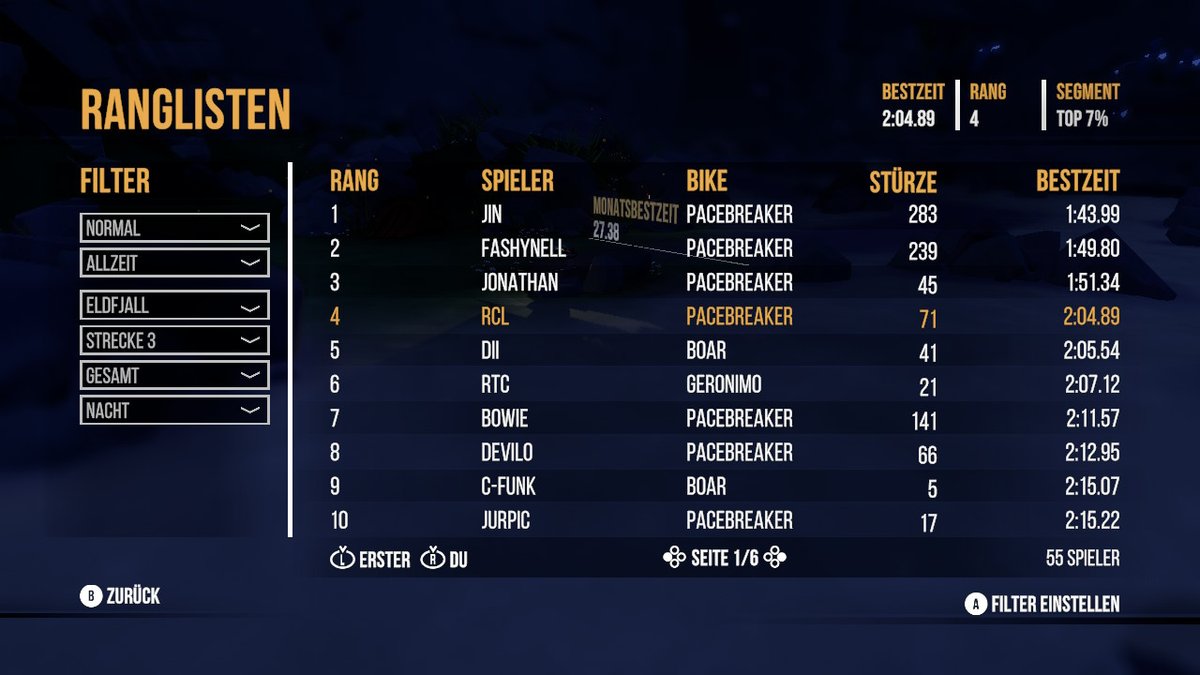 RANGLISTEN
BESTZEIT RANG SEGMENT
2:04.89 4 TOP 7%
FILTER
NORMAL
ALLZEIT
ELDFJALL
STRECKE 3
GESAMT
NACHT
RANG SPIELER BIKE STÜRZE BESTZEIT
1 JIN PACEBREAKER 283 1:43.99
2 FASHYNELL PACEBREAKER 239 1:49.80
3 JONATHAN PACEBREAKER 45 1:51.34
4 RCL PACEBREAKER 71 2:04.89
5 DII BOAR 41 2:05.54
6 RTC GERONIMO 21 2:07.12
7 BOWIE PACEBREAKER 141 2:11.57
8 DEVILO PACEBREAKER 66 2:12.95
9 C-FUNK BOAR 5 2:15.07
10 JURPIC PACEBREAKER 17 2:15.22
MONATSBESTZEIT
27.38
L ERSTER R DU SEITE 1/6 55 SPIELER
B ZURÜCK
A FILTER EINSTELLEN